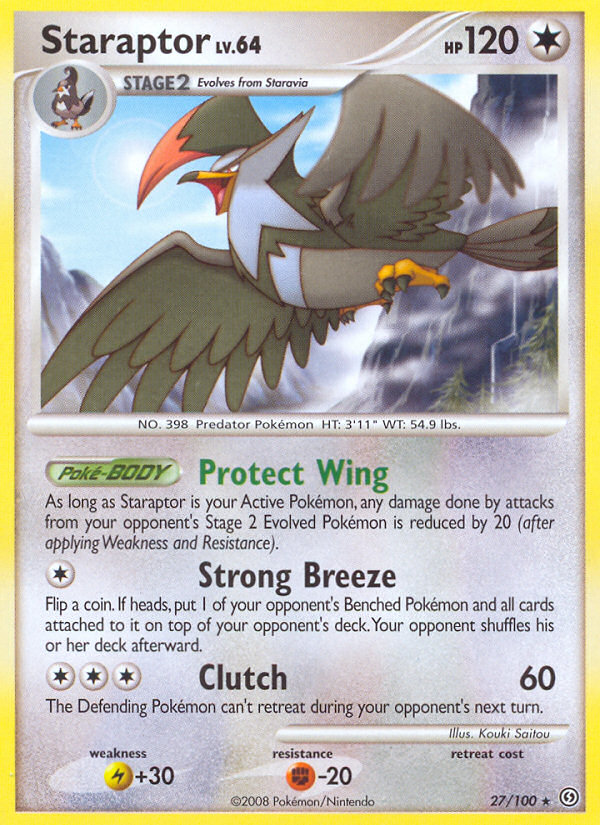 Staraptor LV.64 HP 120
STAGE2 Evolves from Staravia
NO. 398 Predator Pokémon HT: 3'11" WT: 54.9 lbs.
Poké-BODY Protect Wing
As long as Staraptor is your Active Pokémon, any damage done by attacks
from your opponent's Stage 2 Evolved Pokémon is reduced by 20 (after
applying Weakness and Resistance).
Strong Breeze
Flip a coin. If heads, put 1 of your opponent's Benched Pokémon and all cards
attached to it on top of your opponent's deck. Your opponent shuffles his
or her deck afterward.
Clutch 60
The Defending Pokémon can't retreat during your opponent's next turn.
Illus. Kouki Saitou
weakness resistance retreat cost
+30 -20
©2008 Pokémon/Nintendo 27/100 ★